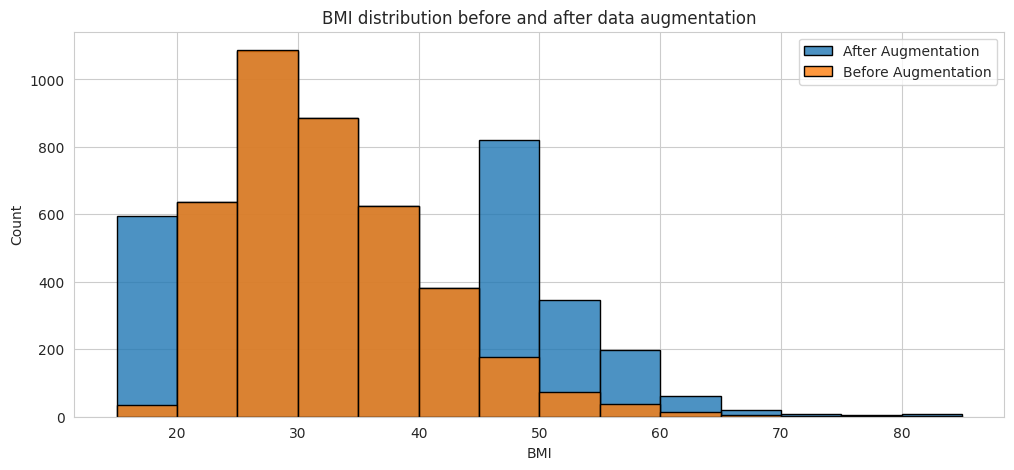 BMI distribution before and after data augmentation
After Augmentation
Before Augmentation
1000
800
600
400
200
0
Count
20 30 40 50 60 70 80
BMI